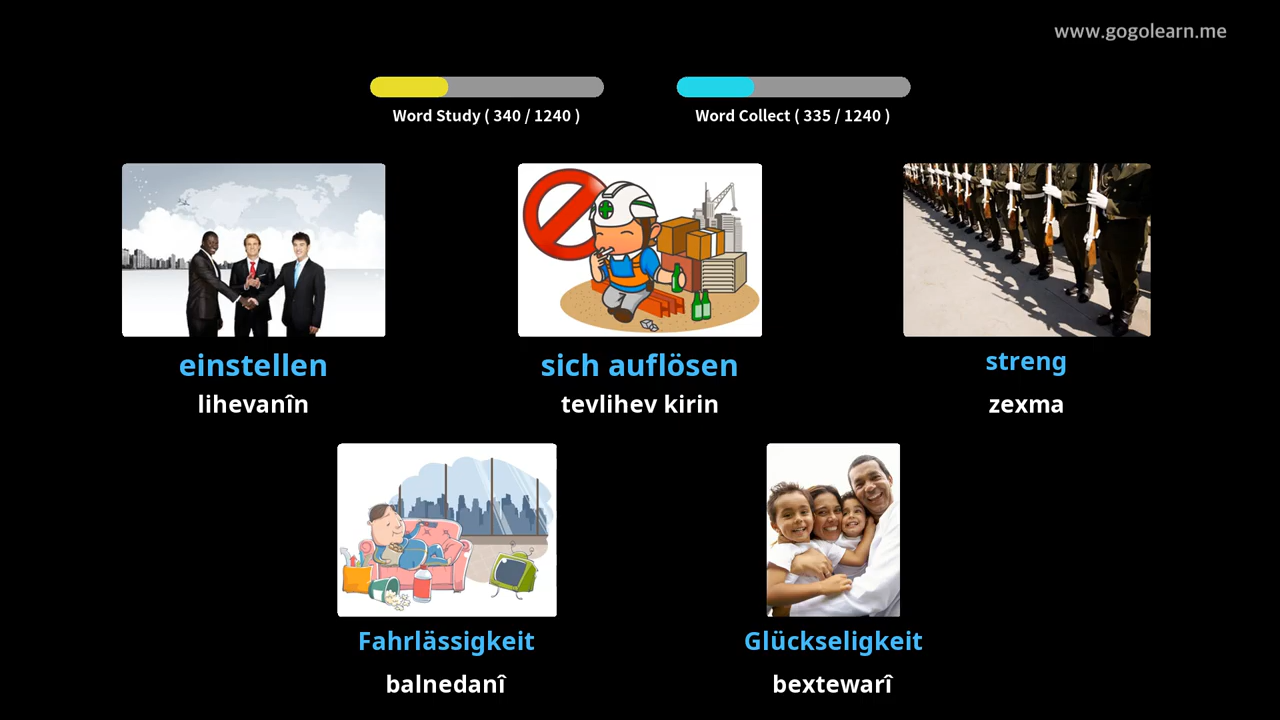 www.gogolearn.me
Word Study ( 340 / 1240 )
Word Collect ( 335 / 1240 )
einstellen
lihevanîn
sich auflösen
tevlihev kirin
streng
zexma
Fahrlässigkeit
balnedanî
Glückseligkeit
bextewarî